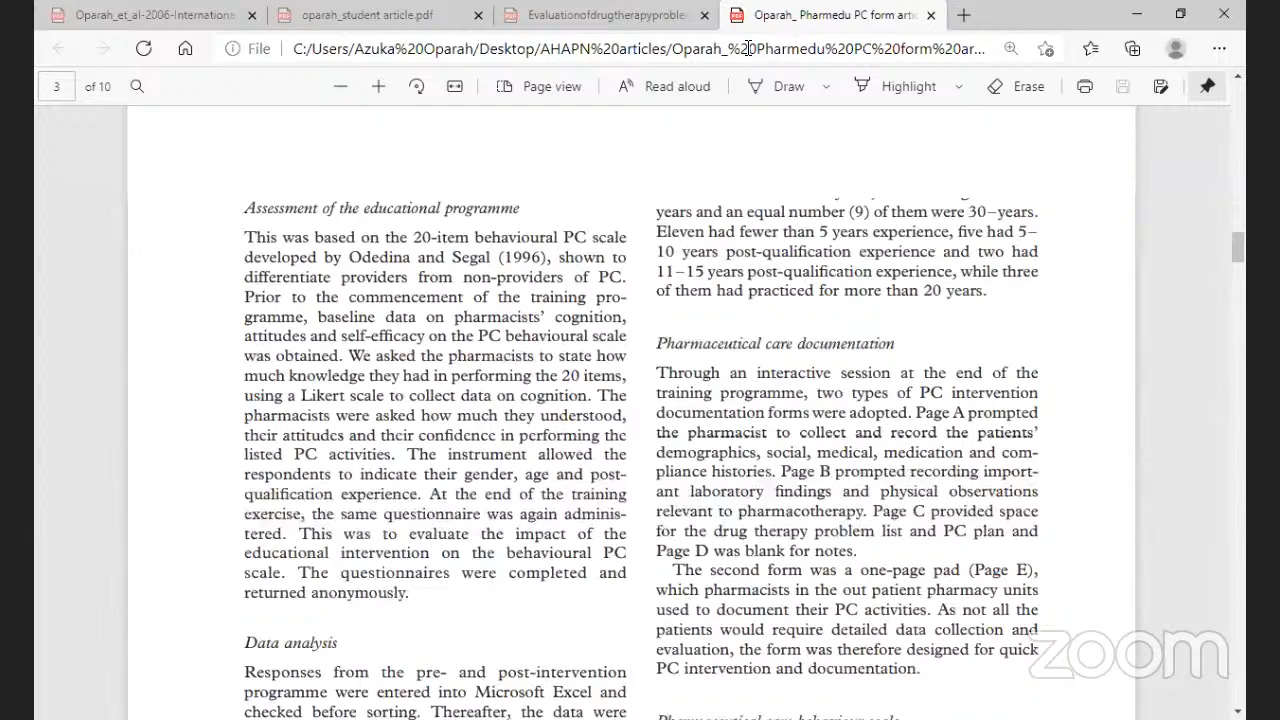 Oparah_et_al-2006-Internationa
oparah_student article.pdf
Evaluationofdrugtherapyproble
Oparah_ Pharmedu PC form artic
File
C:/Users/Azuka%20Oparah/Desktop/AHAPN%20articles/Oparah_%20Pharmedu%20PC%20form%20ar...
3 of 10
Page view
Read aloud
Draw
Highlight
Erase
Assessment of the educational programme
This was based on the 20-item behavioural PC scale
developed by Odedina and Segal (1996), shown to
differentiate providers from non-providers of PC.
Prior to the commencement of the training pro-
gramme, baseline data on pharmacists' cognition,
attitudes and self-efficacy on the PC behavioural scale
was obtained. We asked the pharmacists to state how
much knowledge they had in performing the 20 items,
using a Likert scale to collect data on cognition. The
pharmacists were asked how much they understood,
their attitudes and their confidence in performing the
listed PC activities. The instrument allowed the
respondents to indicate their gender, age and post-
qualification experience. At the end of the training
exercise, the same questionnaire was again adminis-
tered. This was to evaluate the impact of the
educational intervention on the behavioural PC
scale. The questionnaires were completed and
returned anonymously.
Data analysis
Responses from the pre- and post-intervention
programme were entered into Microsoft Excel and
checked before sorting. Thereafter, the data were
years and an equal number (9) of them were 30–years.
Eleven had fewer than 5 years experience, five had 5–
10 years post-qualification experience and two had
11–15 years post-qualification experience, while three
of them had practiced for more than 20 years.
Pharmaceutical care documentation
Through an interactive session at the end of the
training programme, two types of PC intervention
documentation forms were adopted. Page A prompted
the pharmacist to collect and record the patients'
demographics, social, medical, medication and com-
pliance histories. Page B prompted recording import-
ant laboratory findings and physical observations
relevant to pharmacotherapy. Page C provided space
for the drug therapy problem list and PC plan and
Page D was blank for notes.
The second form was a one-page pad (Page E),
which pharmacists in the out patient pharmacy units
used to document their PC activities. As not all the
patients would require detailed data collection and
evaluation, the form was therefore designed for quick
PC intervention and documentation.
zoom